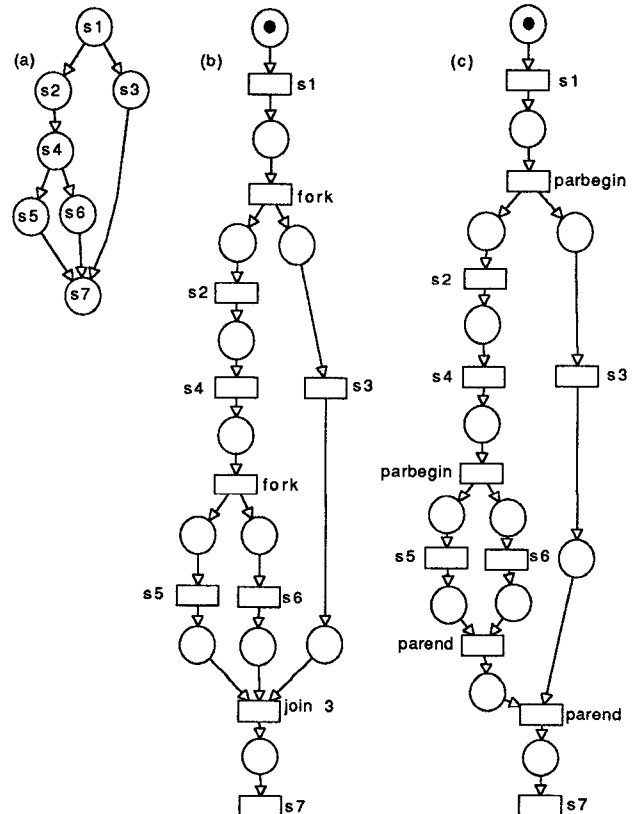 (a)
s1
s2
s3
s4
s5
s6
s7
(b)
s1
fork
s2
s4
s3
fork
s5
s6
join 3
s7
(c)
s1
parbegin
s2
s4
s3
parbegin
s5
s6
parend
parend
s7